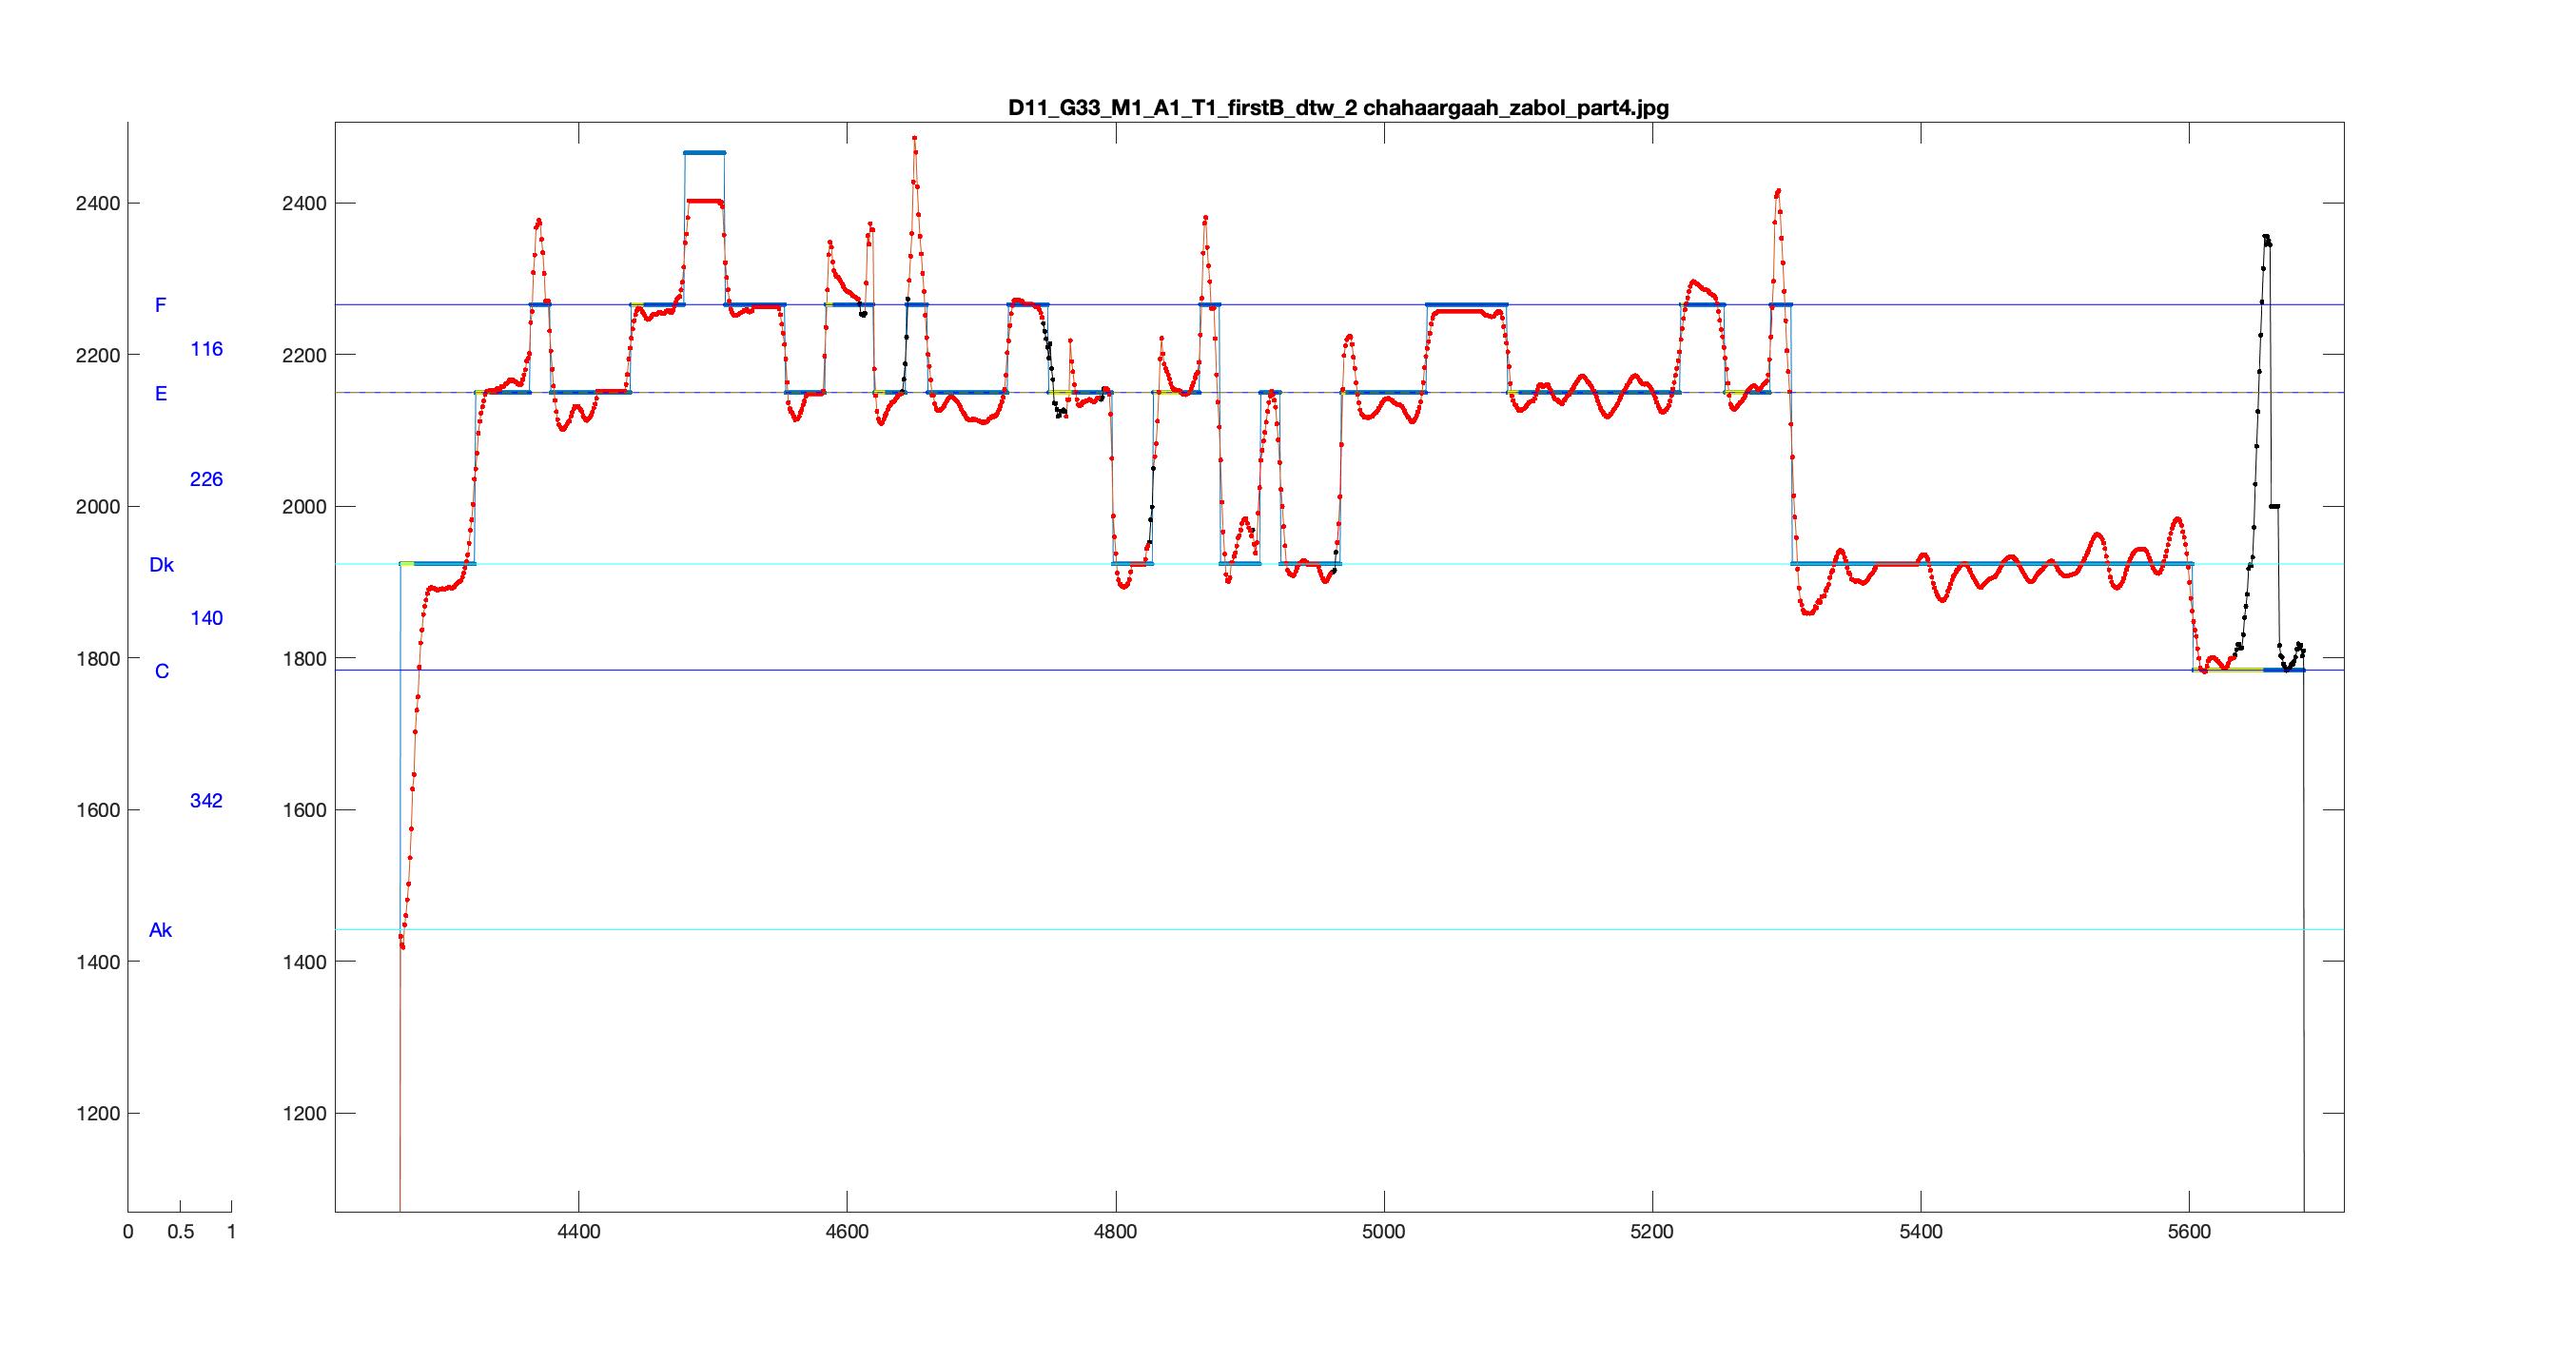 D11_G33_M1_A1_T1_firstB_dtw_2 chahaargaah_zabol_part4.jpg
2400 2400
F
116
2200 2200
E
226
2000 2000
Dk
140
1800 1800
C
342
1600 1600
Ak
1400 1400
1200 1200
0 0.5 1 4400 4600 4800 5000 5200 5400 5600